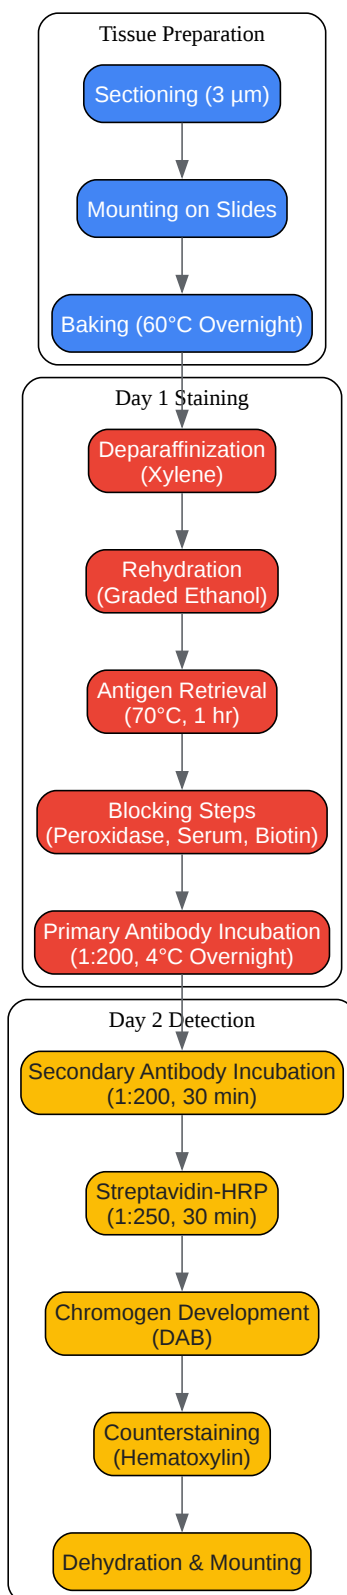 Tissue Preparation
Sectioning (3 µm)
Mounting on Slides
Baking (60°C Overnight)
Day 1 Staining
Deparaffinization
(Xylene)
Rehydration
(Graded Ethanol)
Antigen Retrieval
(70°C, 1 hr)
Blocking Steps
(Peroxidase, Serum, Biotin)
Primary Antibody Incubation
(1:200, 4°C Overnight)
Day 2 Detection
Secondary Antibody Incubation
(1:200, 30 min)
Streptavidin-HRP
(1:250, 30 min)
Chromogen Development
(DAB)
Counterstaining
(Hematoxylin)
Dehydration & Mounting